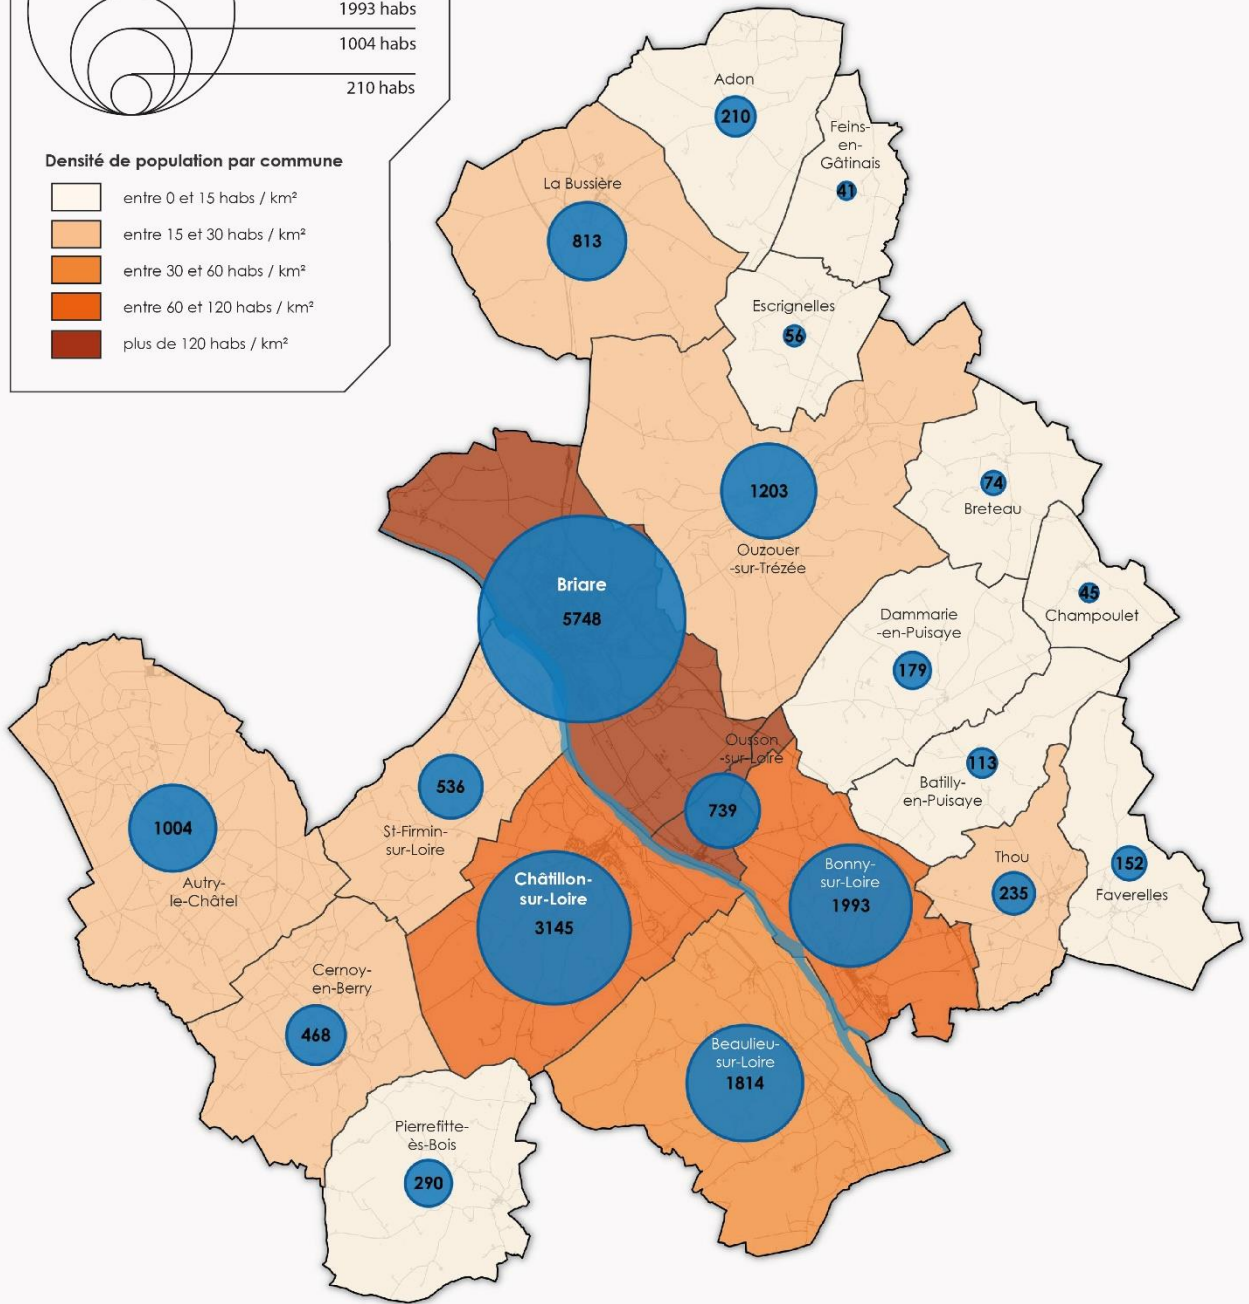 1993 habs
1004 habs
210 habs
Densité de population par commune
entre 0 et 15 habs / km²
entre 15 et 30 habs / km²
entre 30 et 60 habs / km²
entre 60 et 120 habs / km²
plus de 120 habs / km²
Adon
210
Feins-
en-
Gâtinais
41
La Bussière
813
Escrignelles
56
1203
Ouzouer
-sur-Trézée
74
Breteau
45
Champoulet
Briare
5748
Dammarie
-en-Puisaye
179
Ousson
-sur-Loire
739
113
Batilly-
en-Puisaye
536
St-Firmin-
sur-Loire
1004
Autry-
le-Châtel
Châtillon-
sur-Loire
3145
Bonny-
sur-Loire
1993
Thou
235
152
Faverelles
Cernoy-
en-Berry
468
Beaulieu-
sur-Loire
1814
Pierrefitte-
ès-Bois
290